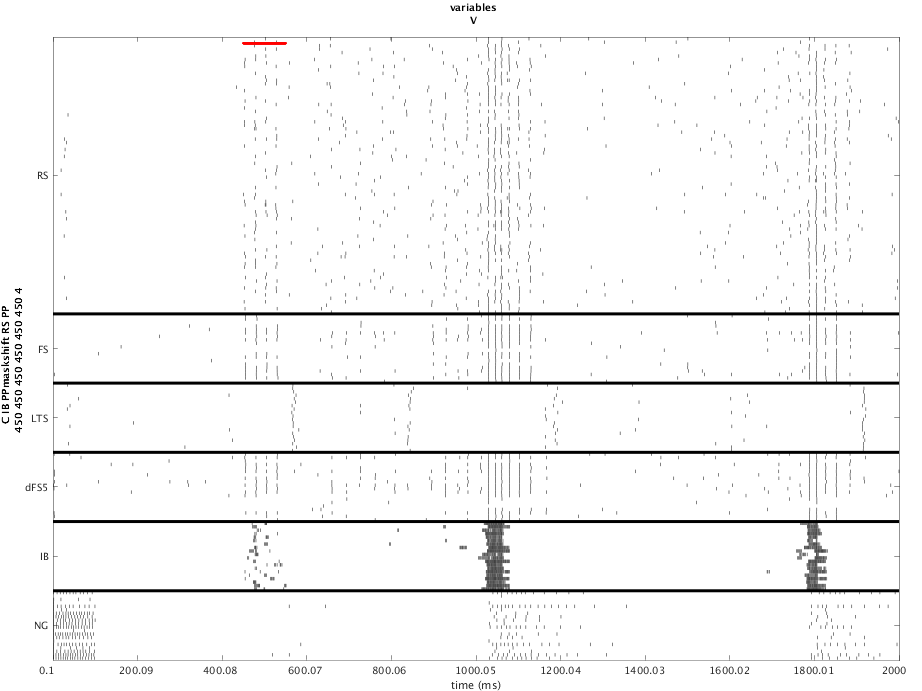 variables
V
C IB PPmaskshift RS PP
450 450 450 450 450 450 4
RS
FS
LTS
dFS5
IB
NG
0.1 200.09 400.08 600.07 800.06 1000.05 1200.04 1400.03 1600.02 1800.01 2000
time (ms)